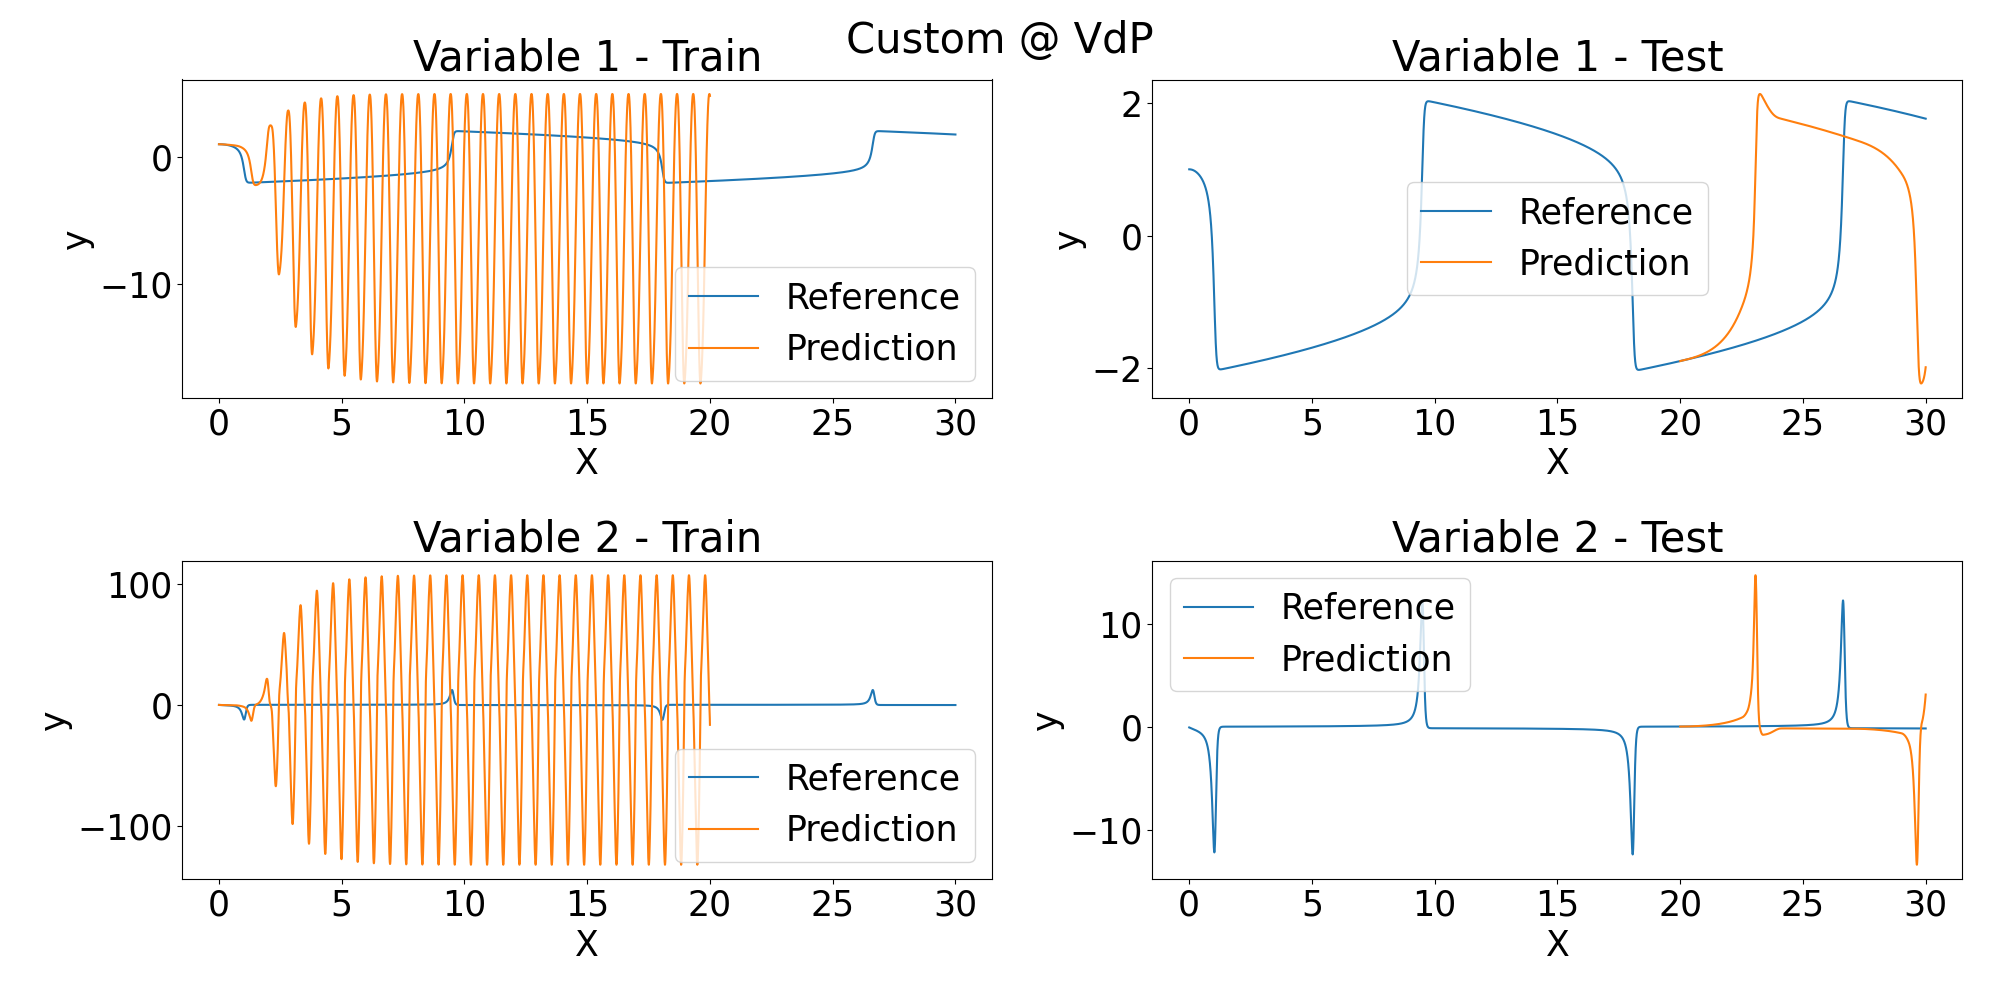 Custom @ VdP
Variable 1 - Train
0
−10
y
0 5 10 15 20 25 30
X
Reference
Prediction
Variable 1 - Test
2
0
−2
y
0 5 10 15 20 25 30
X
Reference
Prediction
Variable 2 - Train
100
0
−100
y
0 5 10 15 20 25 30
X
Reference
Prediction
Variable 2 - Test
10
0
−10
y
0 5 10 15 20 25 30
X
Reference
Prediction